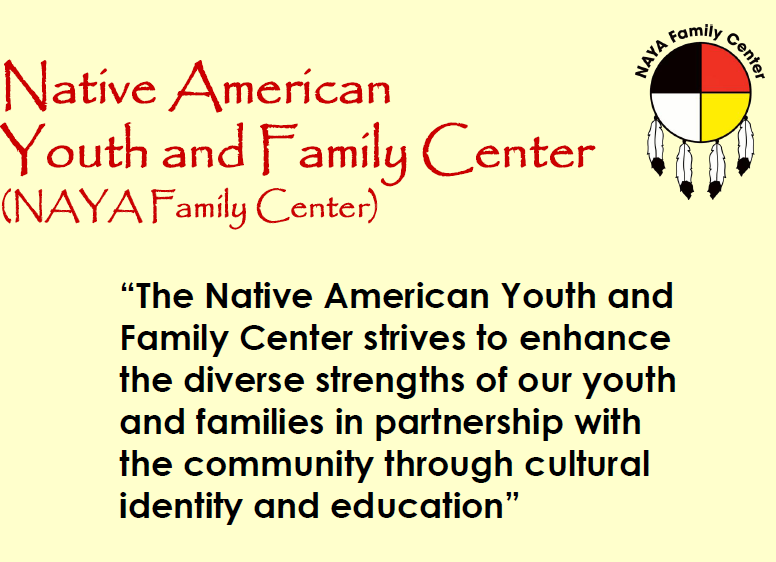 NAYA Family Center
Native American
Youth and Family Center
(NAYA Family Center)
“The Native American Youth and
Family Center strives to enhance
the diverse strengths of our youth
and families in partnership with
the community through cultural
identity and education”